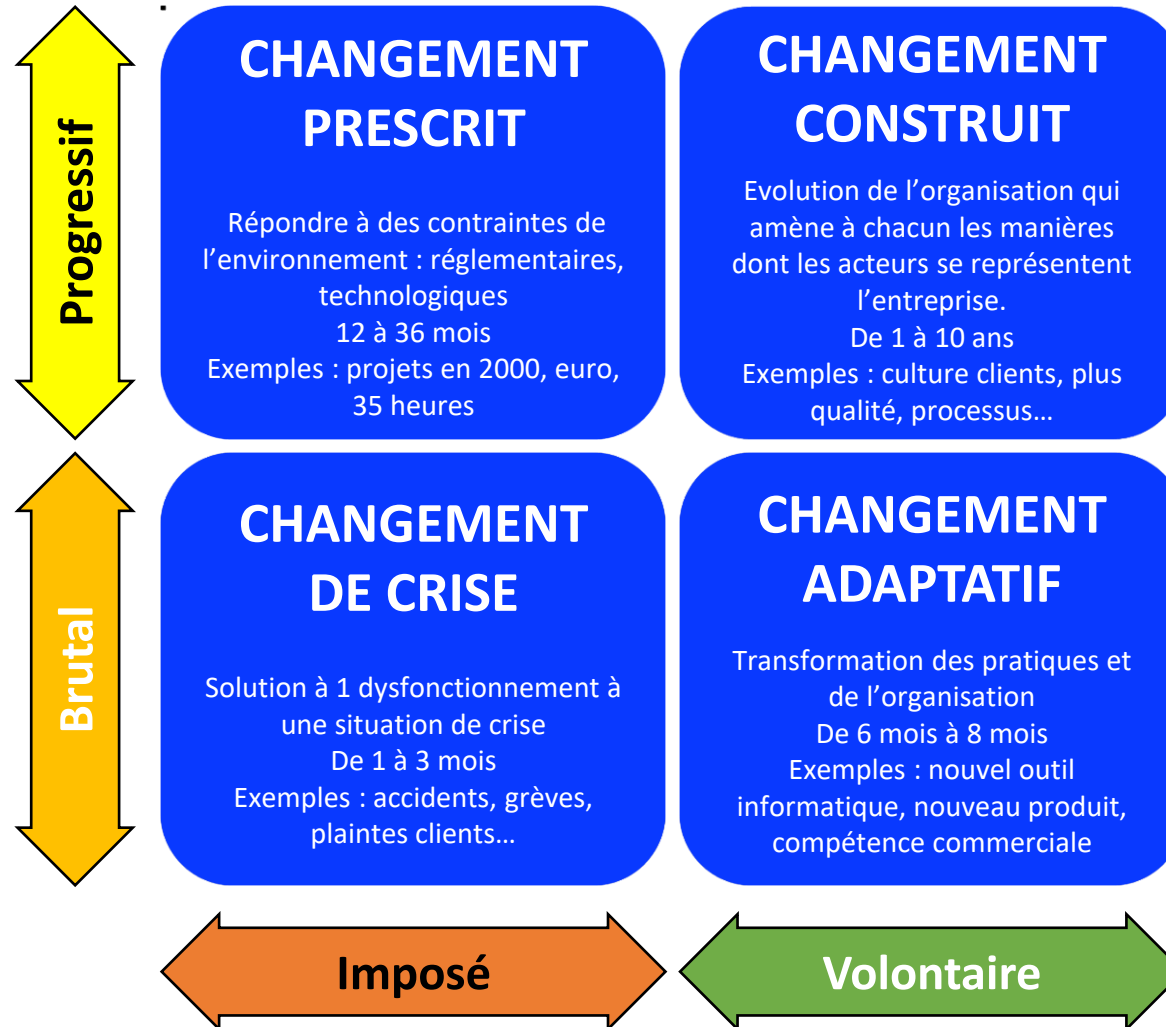 Progressif
CHANGEMENT
PRESCRIT
Répondre à des contraintes de
l’environnement : réglementaires,
technologiques
12 à 36 mois
Exemples : projets en 2000, euro,
35 heures
CHANGEMENT
CONSTRUIT
Evolution de l’organisation qui
amène à chacun les manières
dont les acteurs se représentent
l’entreprise.
De 1 à 10 ans
Exemples : culture clients, plus
qualité, processus…
Brutal
CHANGEMENT
DE CRISE
Solution à 1 dysfonctionnement à
une situation de crise
De 1 à 3 mois
Exemples : accidents, grèves,
plaintes clients…
CHANGEMENT
ADAPTATIF
Transformation des pratiques et
de l’organisation
De 6 mois à 8 mois
Exemples : nouvel outil
informatique, nouveau produit,
compétence commerciale
Imposé
Volontaire